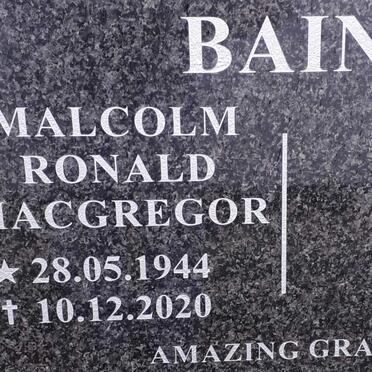 BAIN
MALCOLM
RONALD
MACGREGOR
★ 28.05.1944
✝ 10.12.2020
AMAZING GRA